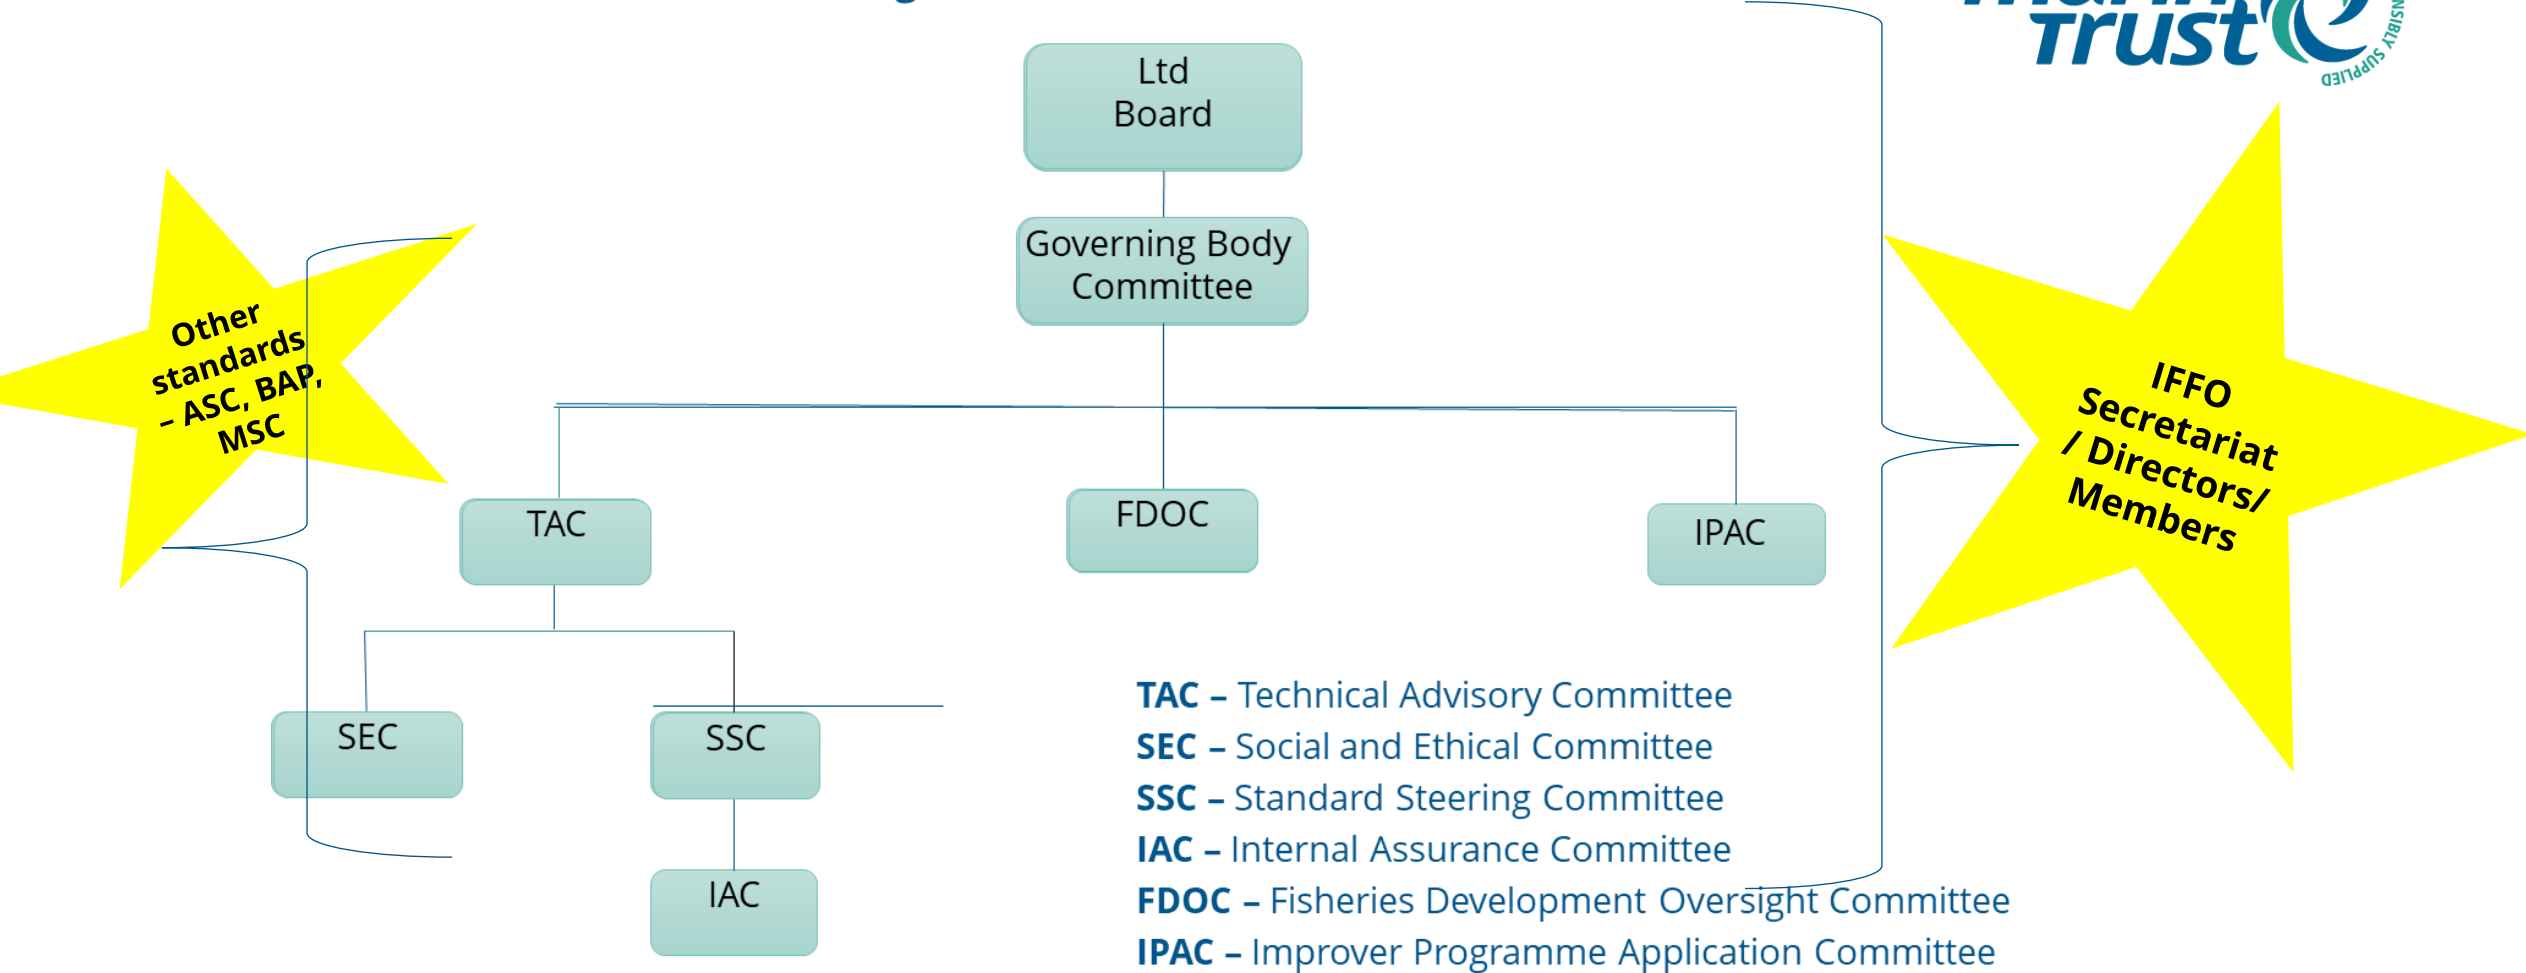 Trust
NSIBLY SUPPLIED
Ltd
Board
Governing Body
Committee
Other
standards
– ASC, BAP,
MSC
IFFO
Secretariat
/ Directors/
Members
TAC
FDOC
IPAC
SEC
SSC
IAC
TAC – Technical Advisory Committee
SEC – Social and Ethical Committee
SSC – Standard Steering Committee
IAC – Internal Assurance Committee
FDOC – Fisheries Development Oversight Committee
IPAC – Improver Programme Application Committee